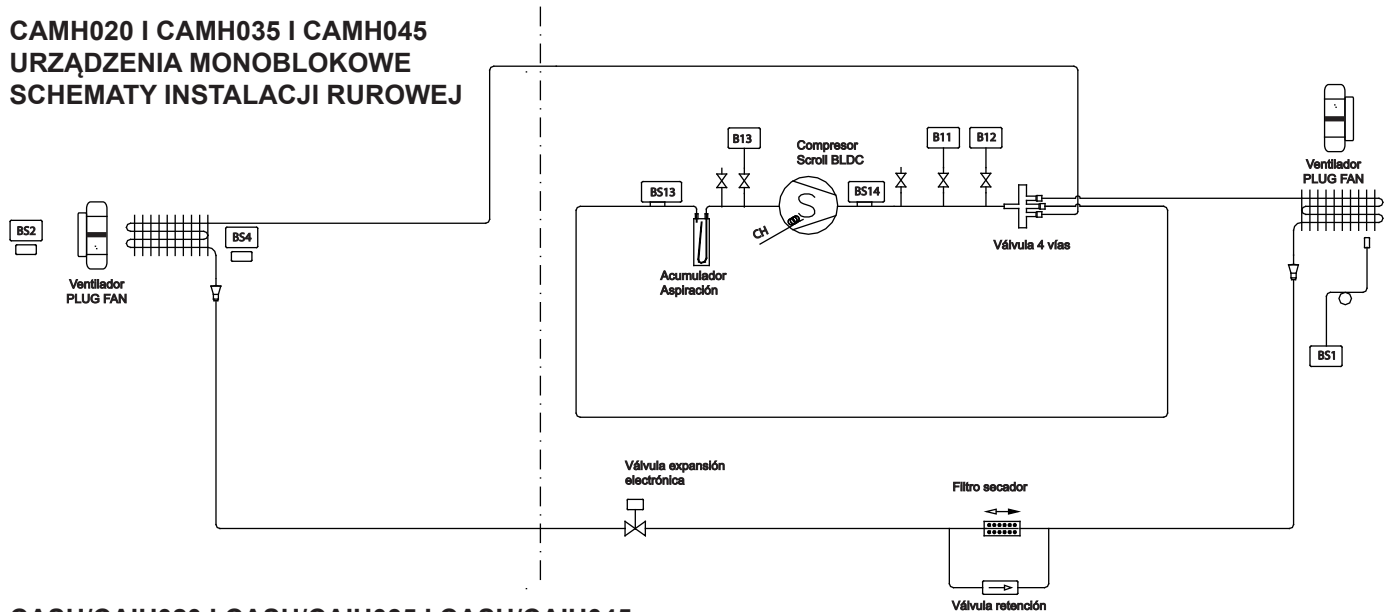 CAMH020 I CAMH035 I CAMH045
URZĄDZENIA MONOBLOKOWE
SCHEMATY INSTALACJI RUROWEJ
B13
Compresor
Scroll BLDC
B11
B12
Ventilador
PLUG FAN
BS13
BS14
S
CH
BS2
BS4
Válvula 4 vías
Ventilador
PLUG FAN
Acumulador
Aspiración
BS1
Válvula expansión
electrónica
Filtro secador
Válvula retención